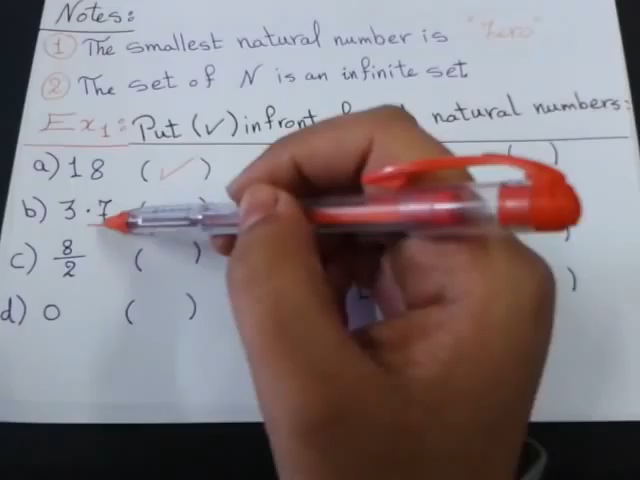 Notes:
① The smallest natural number is "Zero"
② The set of N is an infinite set
Ex1: Put (✓) infront natural numbers:
a) 18 (✓) ( )
b) 3.7 ( )
c) 8/2 ( ) )
d) 0 ( )